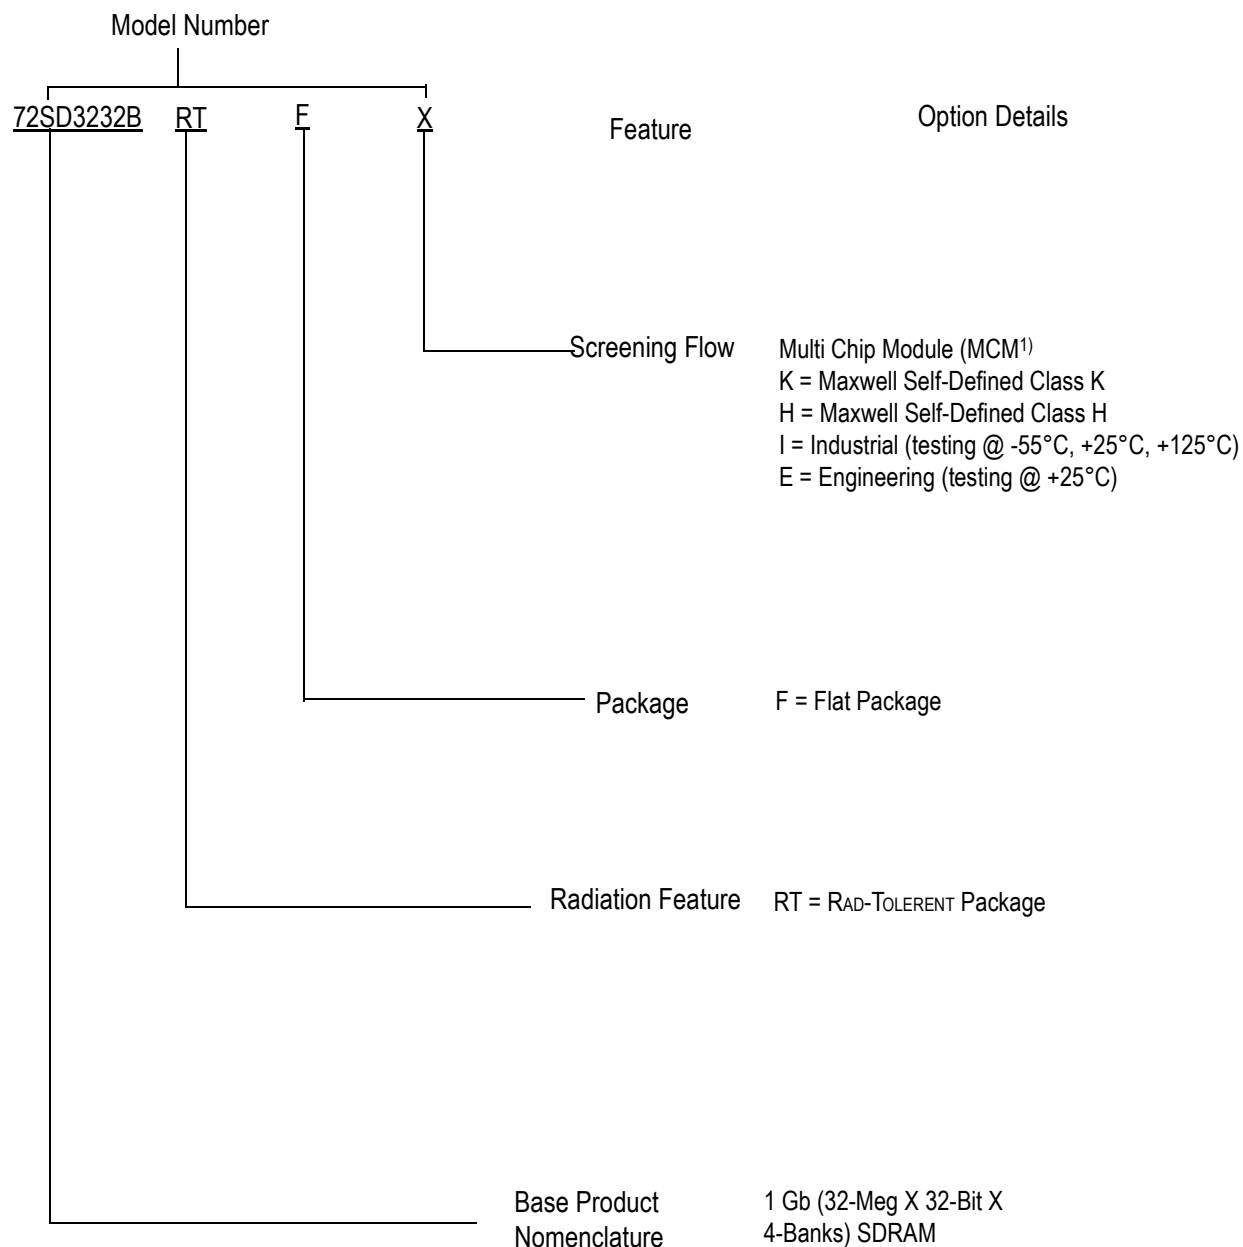 Model Number
72SD3232B RT F X Feature Option Details
Screening Flow Multi Chip Module (MCM1)
K = Maxwell Self-Defined Class K
H = Maxwell Self-Defined Class H
I = Industrial (testing @ -55°C, +25°C, +125°C)
E = Engineering (testing @ +25°C)
Package F = Flat Package
Radiation Feature RT = RAD-TOLERENT Package
Base Product 1 Gb (32-Meg X 32-Bit X
Nomenclature 4-Banks) SDRAM